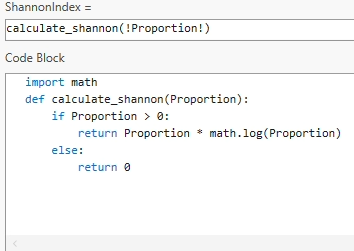 ShannonIndex =
calculate_shannon(!Proportion!)
Code Block
import math
def calculate_shannon(Proportion):
    if Proportion > 0:
        return Proportion * math.log(Proportion)
    else:
        return 0